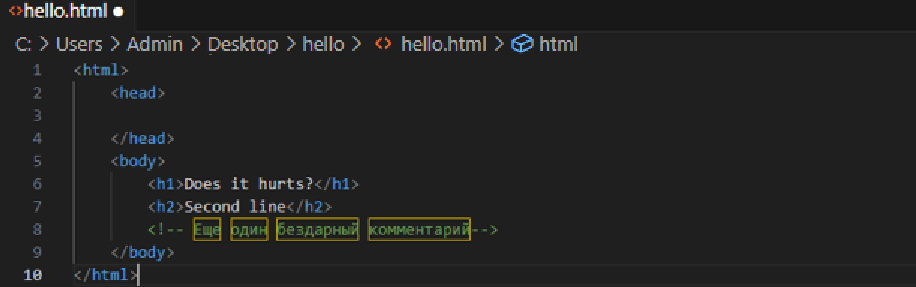 hello.html
C: > Users > Admin > Desktop > hello > hello.html > html
1 <html>
2 <head>
3
4 </head>
5 <body>
6 <h1>Does it hurts?</h1>
7 <h2>Second line</h2>
8 <!-- Еще один бездарный комментарий-->
9 </body>
10 </html>